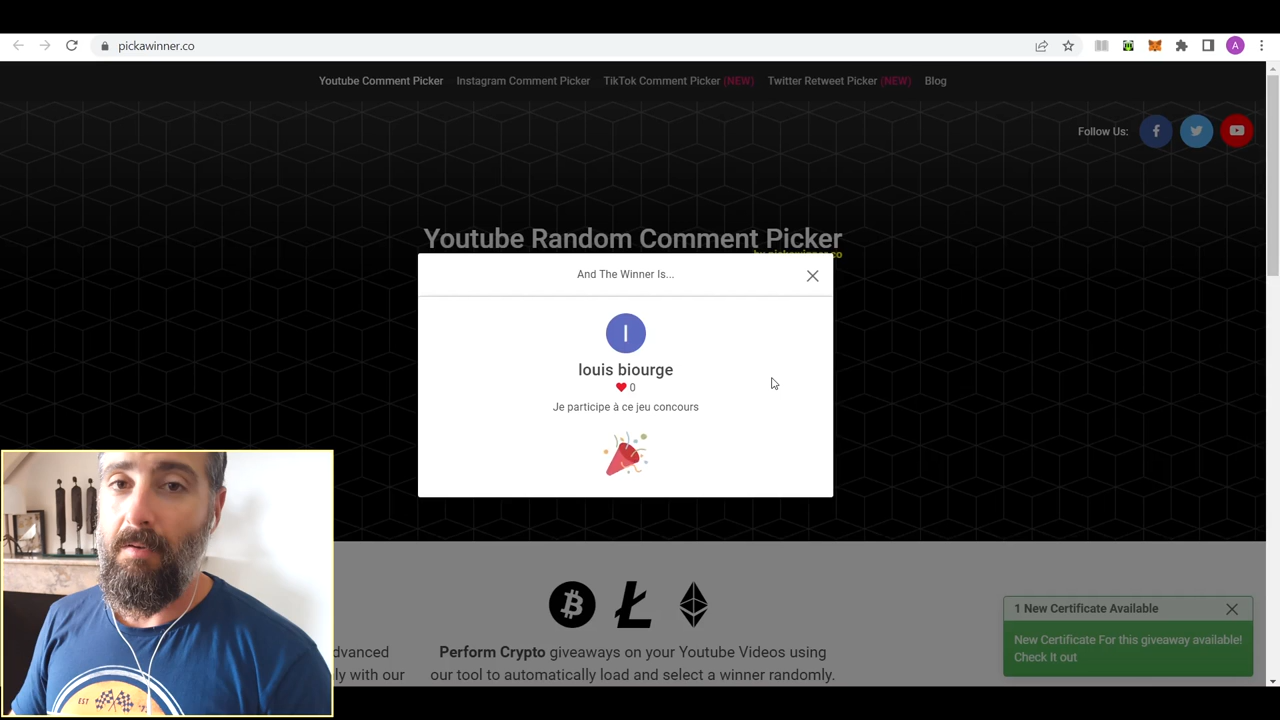 pickawinner.co
A
Youtube Comment Picker Instagram Comment Picker TikTok Comment Picker (NEW) Twitter Retweet Picker (NEW) Blog
Follow Us:
Youtube Random Comment Picker
And The Winner Is...
l
louis biourge
0
Je participe à ce jeu concours
1 New Certificate Available
New Certificate For this giveaway available!
Check It out
dvanced
ly with our
Perform Crypto giveaways on your Youtube Videos using
our tool to automatically load and select a winner randomly.
EST